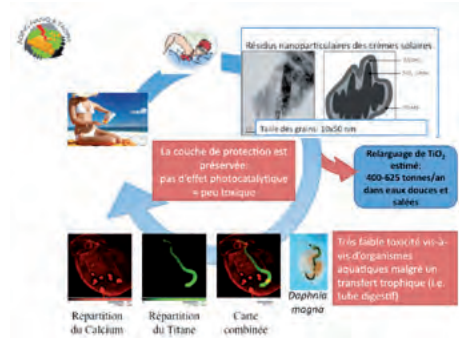 Résidus nanoparticulaires des crèmes solaires
Taille des grains: 10x50 nm
La couche de protection est
préservée:
pas d'effet photocatalytique
= peu toxique
Relarguage de TiO₂
estimé:
400-625 tonnes/an
dans eaux douces et
salées
Très faible toxicité vis-à-
vis d'organismes
aquatiques malgré un
transfert trophique (i.e.
tube digestif)
Répartition
du Calcium
Répartition
du Titane
Carte
combinée
Daphnia
magna